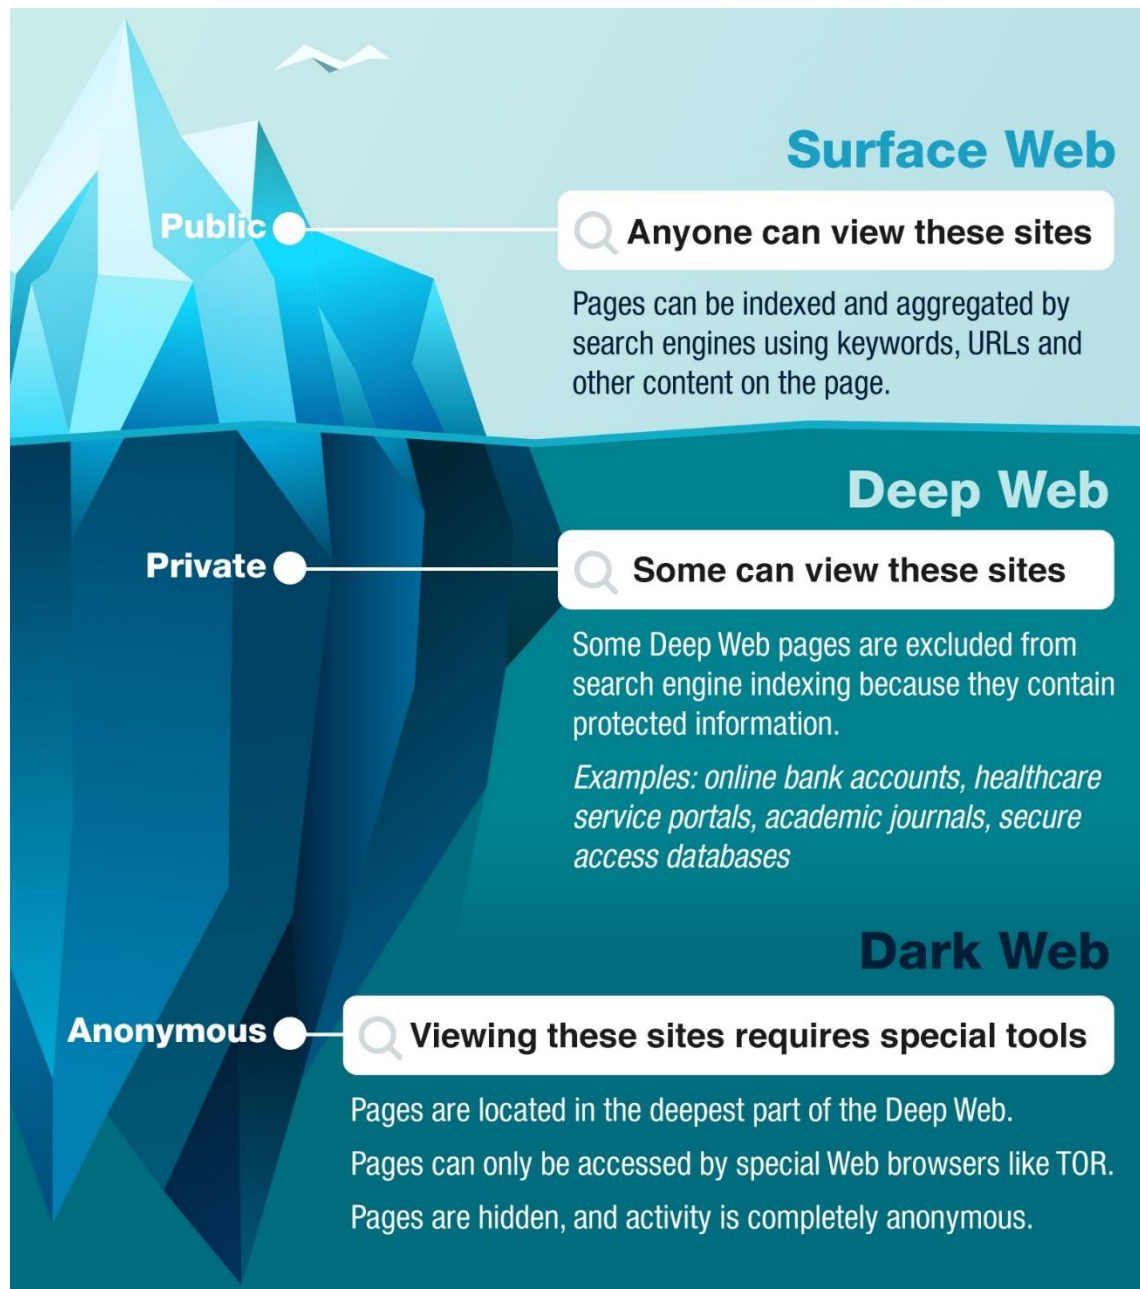 Surface Web
Public
Anyone can view these sites
Pages can be indexed and aggregated by
search engines using keywords, URLs and
other content on the page.
Deep Web
Private
Some can view these sites
Some Deep Web pages are excluded from
search engine indexing because they contain
protected information.
Examples: online bank accounts, healthcare
service portals, academic journals, secure
access databases
Dark Web
Anonymous
Viewing these sites requires special tools
Pages are located in the deepest part of the Deep Web.
Pages can only be accessed by special Web browsers like TOR.
Pages are hidden, and activity is completely anonymous.